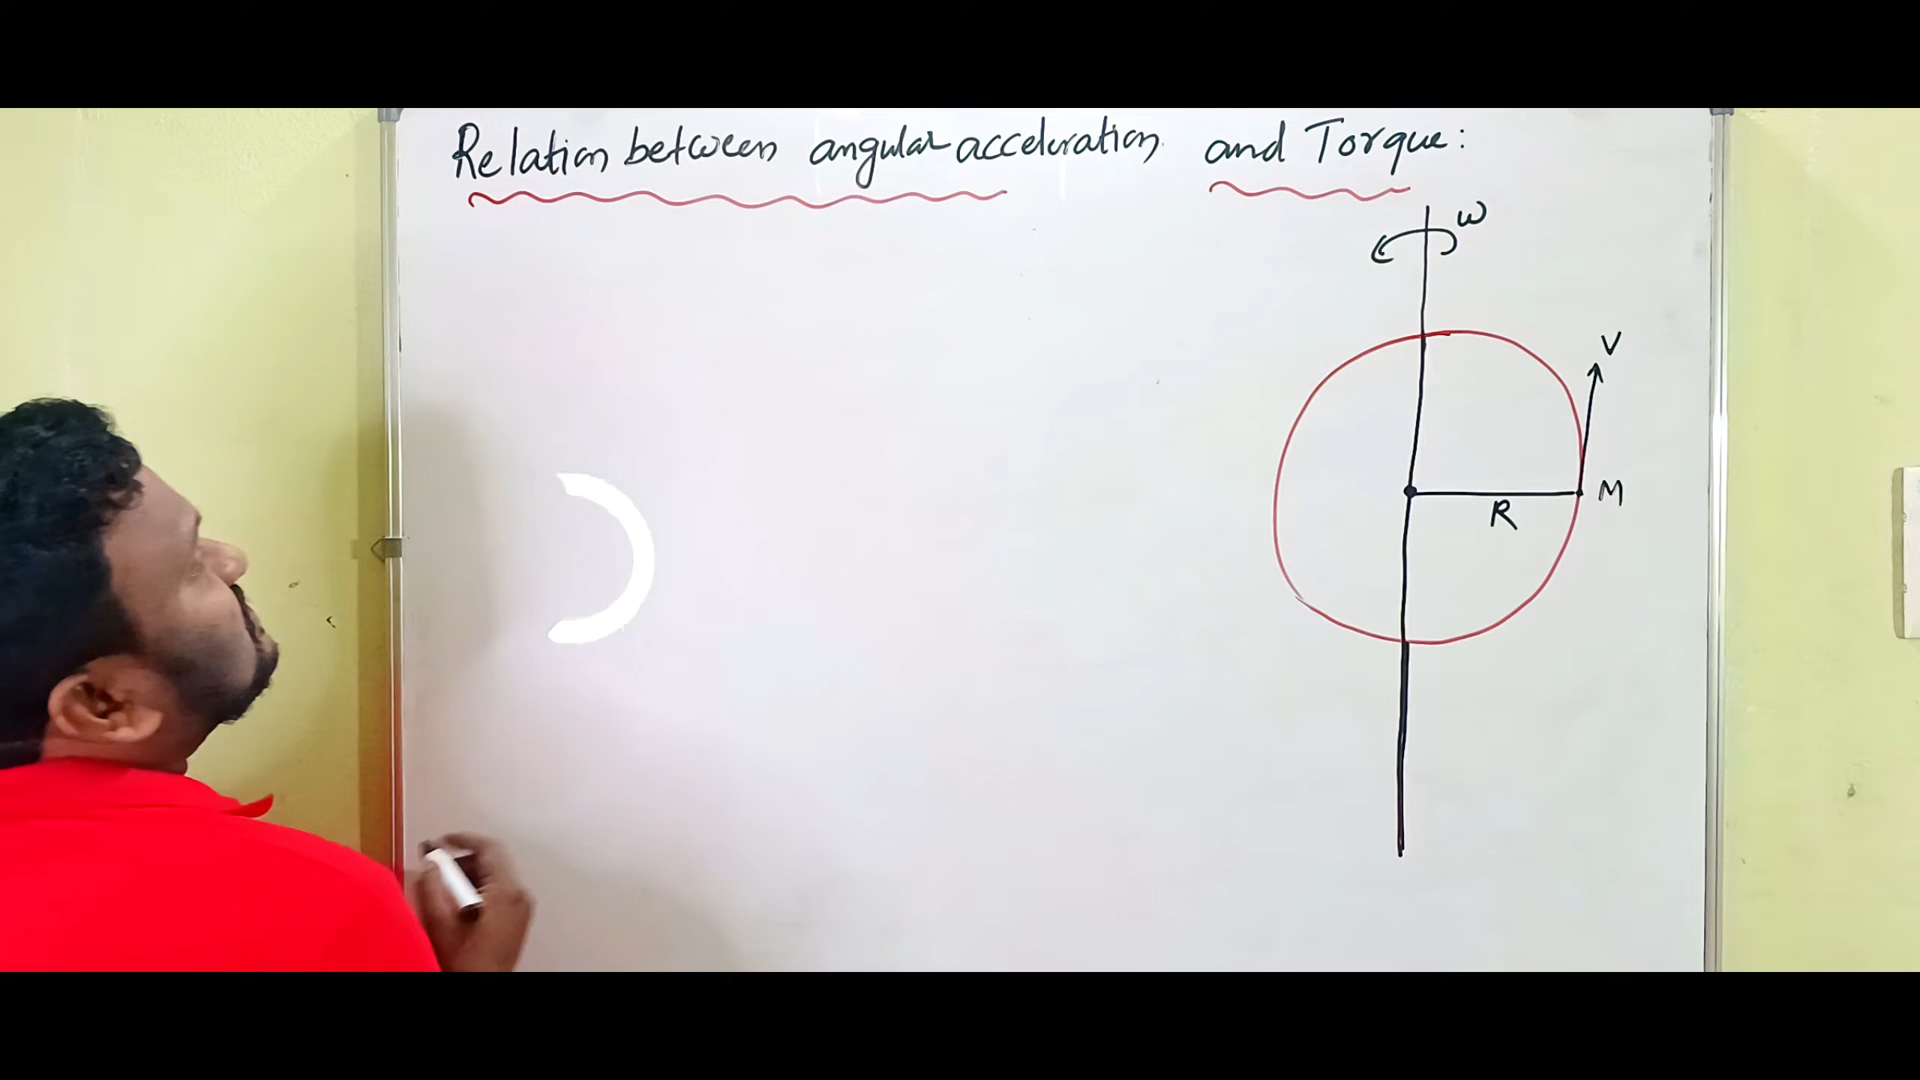 Relation between angular acceleration and Torque:
ω
V
M
R